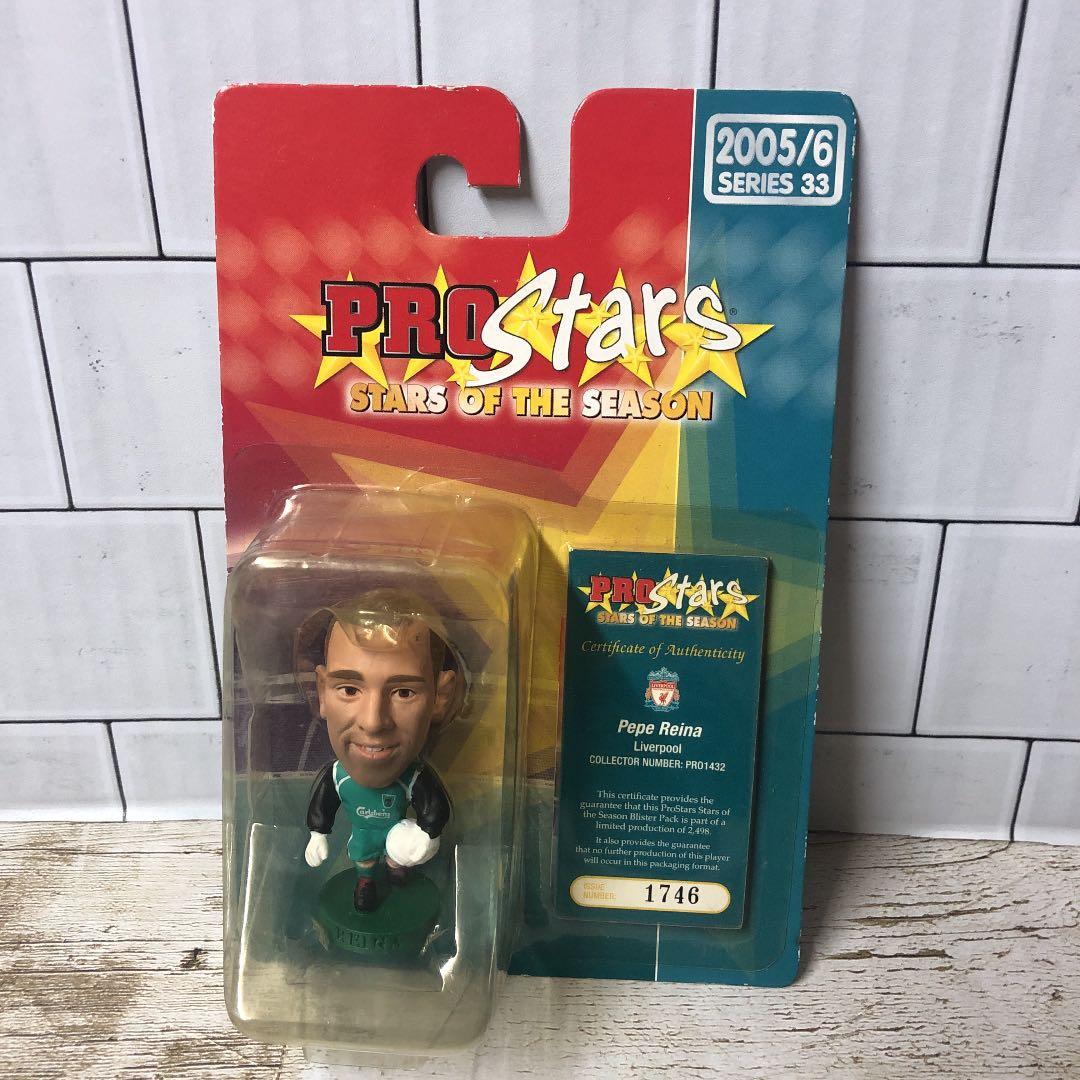 2005/6
SERIES 33
PROStars®
STARS OF THE SEASON
PROStars
STARS OF THE SEASON
Certificate of Authenticity
LIVERPOOL
Pepe Reina
Liverpool
COLLECTOR NUMBER: PRO1432
This certificate provides the
guarantee that this ProStars Stars of
the Season Blister Pack is part of a
limited production of 2,498.
It also provides the guarantee
that no further production of this player
will occur in this packaging format.
ISSUE
NUMBER: 1746
Carlsberg
REINA